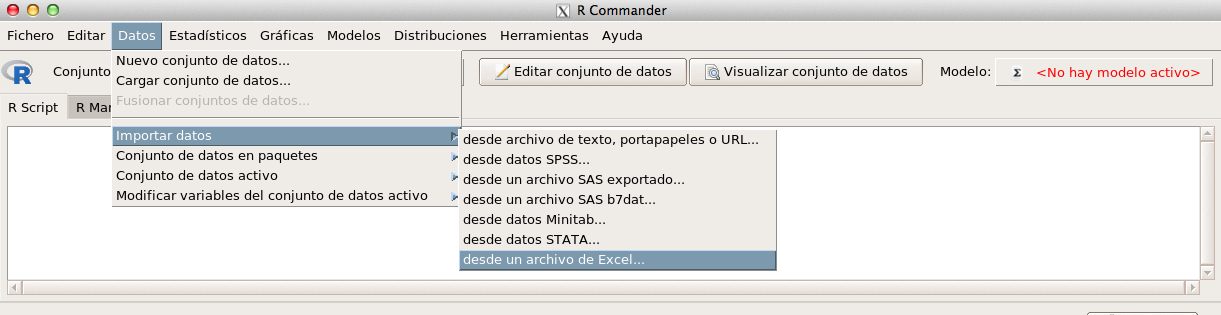 R Commander
Fichero Editar Datos Estadísticos Gráficas Modelos Distribuciones Herramientas Ayuda
R Conjunto Editar conjunto de datos Visualizar conjunto de datos Modelo: Σ <No hay modelo activo>
R Script R Mar
Nuevo conjunto de datos...
Cargar conjunto de datos...
Fusionar conjuntos de datos...
Importar datos
Conjunto de datos en paquetes
Conjunto de datos activo
Modificar variables del conjunto de datos activo
desde archivo de texto, portapapeles o URL...
desde datos SPSS...
desde un archivo SAS exportado...
desde un archivo SAS b7dat...
desde datos Minitab...
desde datos STATA...
desde un archivo de Excel...